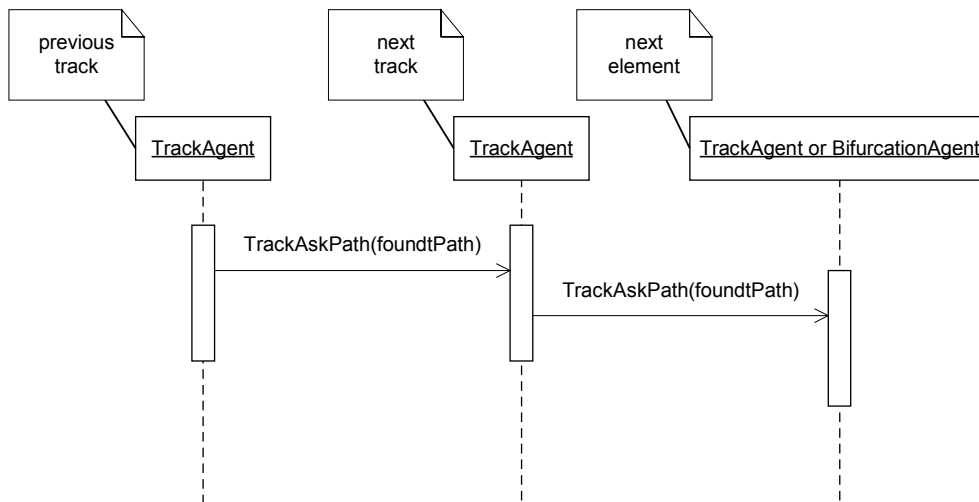 previous
track
next
track
next
element
TrackAgent
TrackAgent
TrackAgent or BifurcationAgent
TrackAskPath(foundtPath)
TrackAskPath(foundtPath)